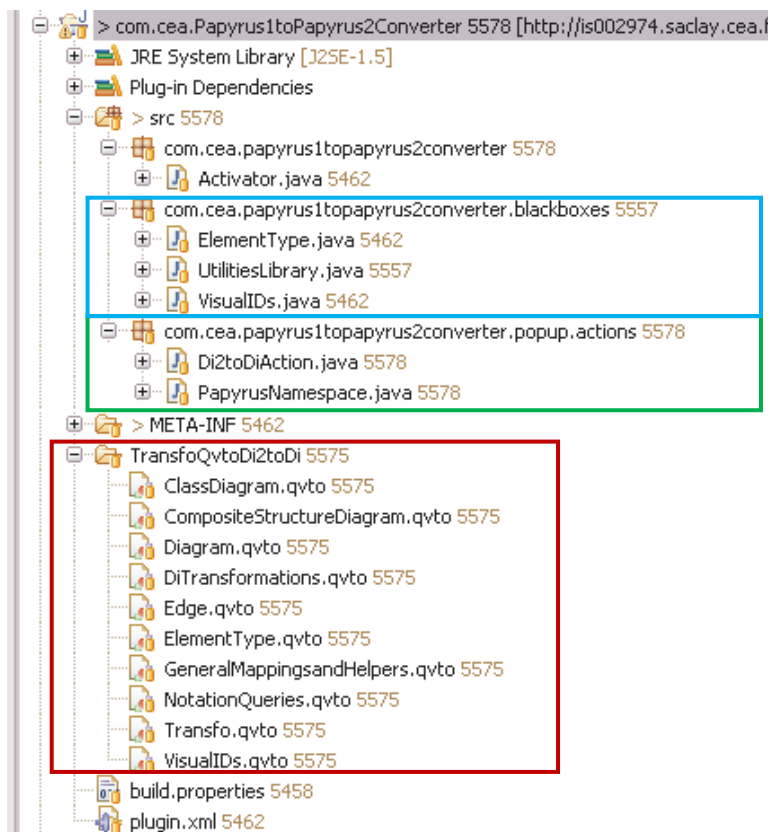 > com.cea.Papyrus1toPapyrus2Converter 5578 [http://is002974.saclay.cea.f
JRE System Library [J2SE-1.5]
Plug-in Dependencies
> src 5578
com.cea.papyrus1topapyrus2converter 5578
Activator.java 5462
com.cea.papyrus1topapyrus2converter.blackboxes 5557
ElementType.java 5462
UtilitiesLibrary.java 5557
VisualIDs.java 5462
com.cea.papyrus1topapyrus2converter.popup.actions 5578
Di2toDiAction.java 5578
PapyrusNamespace.java 5578
> META-INF 5462
TransfoQvtoDi2toDi 5575
ClassDiagram.qvto 5575
CompositeStructureDiagram.qvto 5575
Diagram.qvto 5575
DiTransformations.qvto 5575
Edge.qvto 5575
ElementType.qvto 5575
GeneralMappingsandHelpers.qvto 5575
NotationQueries.qvto 5575
Transfo.qvto 5575
VisualIDs.qvto 5575
build.properties 5458
plugin.xml 5462